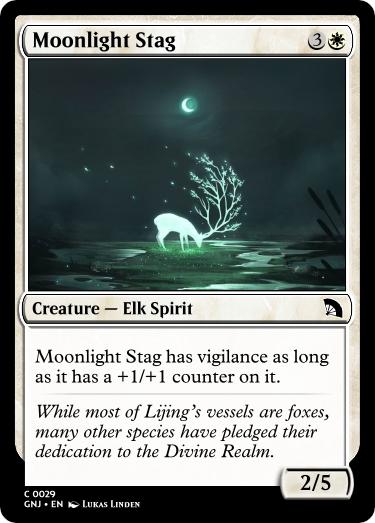 Moonlight Stag 3
Creature — Elk Spirit
Moonlight Stag has vigilance as long
as it has a +1/+1 counter on it.
While most of Lijing's vessels are foxes,
many other species have pledged their
dedication to the Divine Realm.
2/5
C 0029
GNJ • EN Lukas Linden